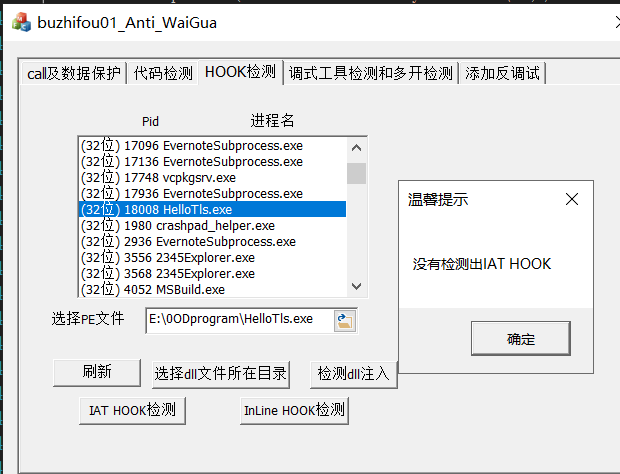 buzhifou01_Anti_WaiGua
call及数据保护 代码检测 HOOK检测 调式工具检测和多开检测 添加反调试
Pid 进程名
(32位) 17096 EvernoteSubprocess.exe
(32位) 17136 EvernoteSubprocess.exe
(32位) 17748 vcpkgsrv.exe
(32位) 17936 EvernoteSubprocess.exe
(32位) 18008 HelloTls.exe
(32位) 1980 crashpad_helper.exe
(32位) 2936 EvernoteSubprocess.exe
(32位) 3556 2345Explorer.exe
(32位) 3568 2345Explorer.exe
(32位) 4052 MSBuild.exe
温馨提示
没有检测出IAT HOOK
确定
选择PE文件 E:\0ODprogram\HelloTls.exe
刷新 选择dll文件所在目录 检测dll注入
IAT HOOK检测 InLine HOOK检测